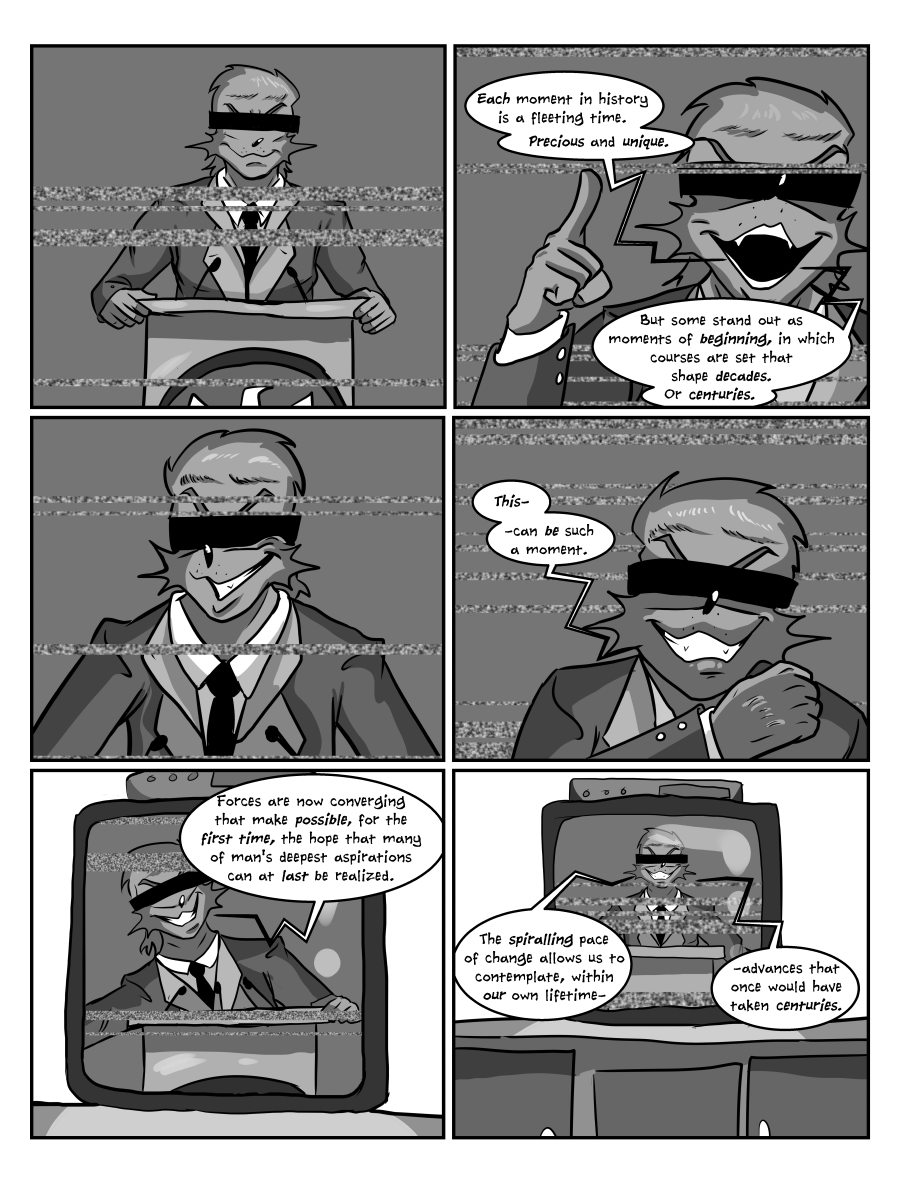 Each moment in history
is a fleeting time.
Precious and unique.
But some stand out as
moments of beginning, in which
courses are set that
shape decades.
Or centuries.
This-
-can be such
a moment.
Forces are now converging
that make possible, for the
first time, the hope that many
of man's deepest aspirations
can at last be realized.
The spiralling pace
of change allows us to
contemplate, within
our own lifetime-
-advances that
once would have
taken centuries.